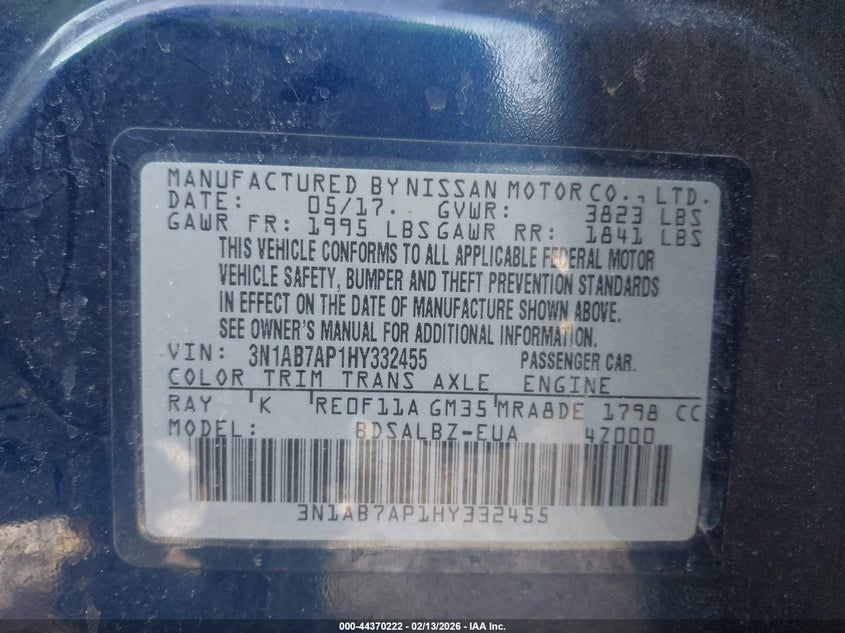 MANUFACTURED BY NISSAN MOTOR CO., LTD.
DATE: 05/17. GVWR: 3823 LBS
GAWR FR: 1995 LBS GAWR RR: 1841 LBS
THIS VEHICLE CONFORMS TO ALL APPLICABLE FEDERAL MOTOR
VEHICLE SAFETY, BUMPER AND THEFT PREVENTION STANDARDS
IN EFFECT ON THE DATE OF MANUFACTURE SHOWN ABOVE.
SEE OWNER'S MANUAL FOR ADDITIONAL INFORMATION.
VIN: 3N1AB7AP1HY332455 PASSENGER CAR.
COLOR TRIM TRANS AXLE ENGINE
RAY K RE0F11A GM35 MRA8DE 1798 CC
MODEL: BDSALBZ-EUA 42000
3N1AB7AP1HY332455
000-44370222 - 02/13/2026 - IAA Inc.